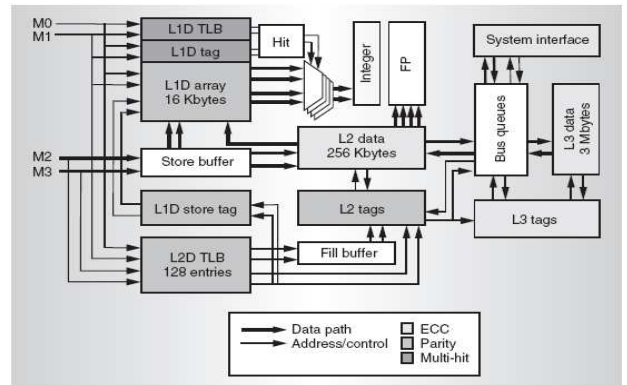 M0
M1
L1D TLB
L1D tag
L1D array
16 Kbytes
Hit
Integer
FP
System interface
Bus queues
L3 data
3 Mbytes
L2 data
256 Kbytes
M2
M3
Store buffer
L1D store tag
L2 tags
L3 tags
L2D TLB
128 entries
Fill buffer
Data path
Address/control
ECC
Parity
Multi-hit